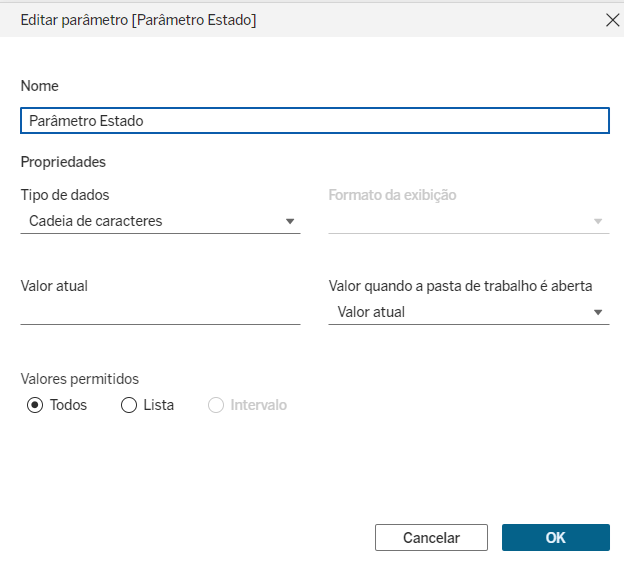 Editar parâmetro [Parâmetro Estado]
Nome
Parâmetro Estado
Propriedades
Tipo de dados
Formato da exibição
Cadeia de caracteres
Valor atual
Valor quando a pasta de trabalho é aberta
Valor atual
Valores permitidos
Todos
Lista
Intervalo
Cancelar
OK